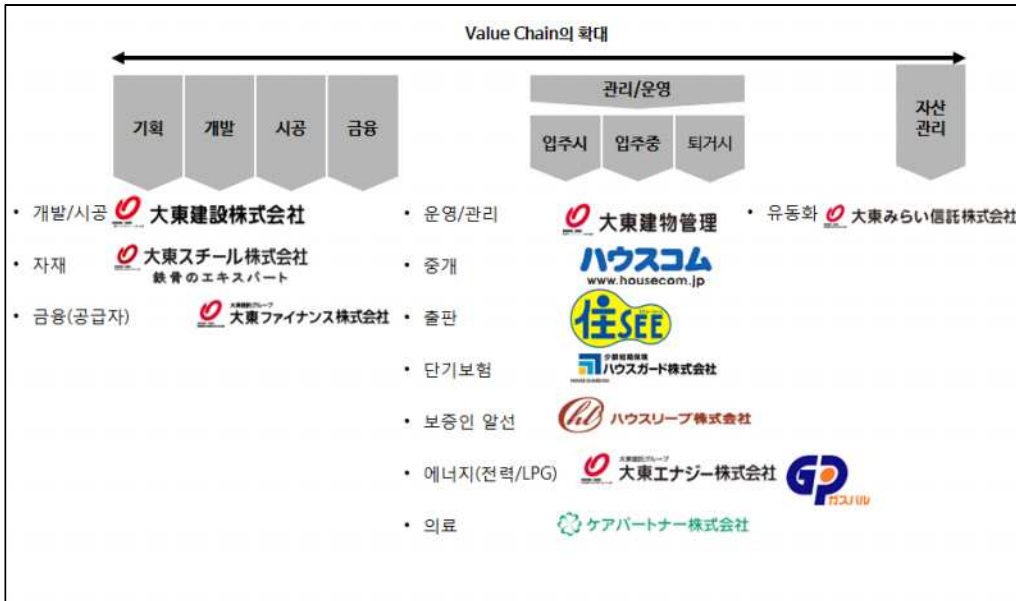 Value Chain의 확대
기획
개발
시공
금융
관리/운영
입주시
입주중
퇴거시
자산
관리
• 개발/시공
大東建設株式会社
• 자재
大東スチール株式会社
鉄骨のエキスパート
• 금융(공급자)
大東ファイナンス株式会社
• 운영/관리
大東建物管理
• 중개
ハウスコム
www.housecom.jp
• 출판
住SEE
• 단기보험
少額短期保険
ハウスガード株式会社
• 보증인 알선
hl
ハウスリーブ株式会社
• 에너지(전력/LPG)
大東エナジー株式会社
GP
ガスパル
• 의료
ケアパートナー株式会社
• 유동화
大東みらい信託株式会社